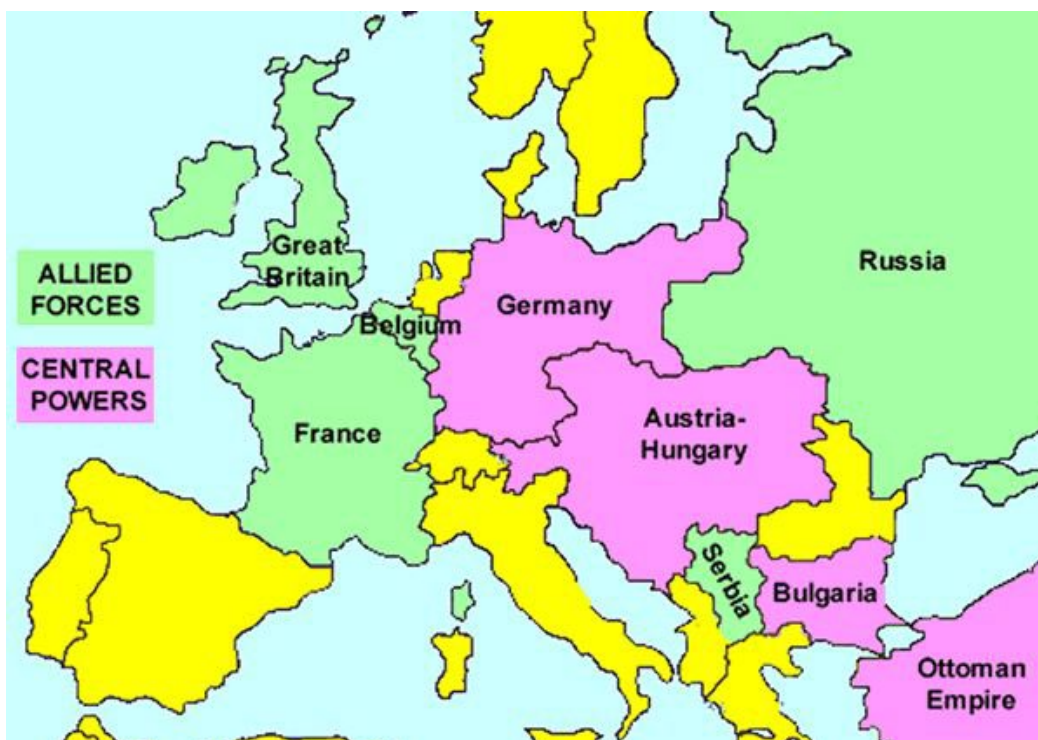 Great
Britain
Russia
ALLIED
FORCES
Germany
Belgium
CENTRAL
POWERS
France
Austria-
Hungary
Serbia
Bulgaria
Ottoman
Empire